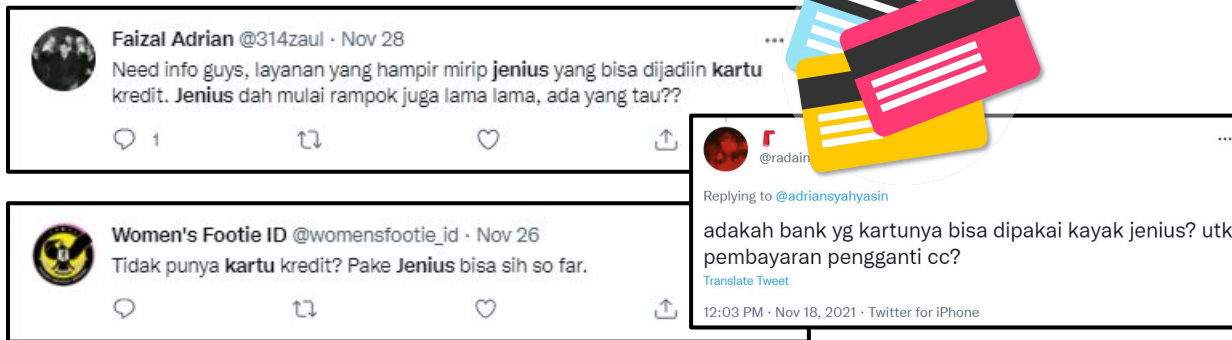 Faizal Adrian @314zaul · Nov 28
Need info guys, layanan yang hampir mirip jenius yang bisa dijadiin kartu
kredit. Jenius dah mulai rampok juga lama lama, ada yang tau??
1
Women's Footie ID @womensfootie_id · Nov 26
Tidak punya kartu kredit? Pake Jenius bisa sih so far.
@radain
Replying to @adriansyahyasin
adakah bank yg kartunya bisa dipakai kayak jenius? utk
pembayaran pengganti cc?
Translate Tweet
12:03 PM · Nov 18, 2021 · Twitter for iPhone